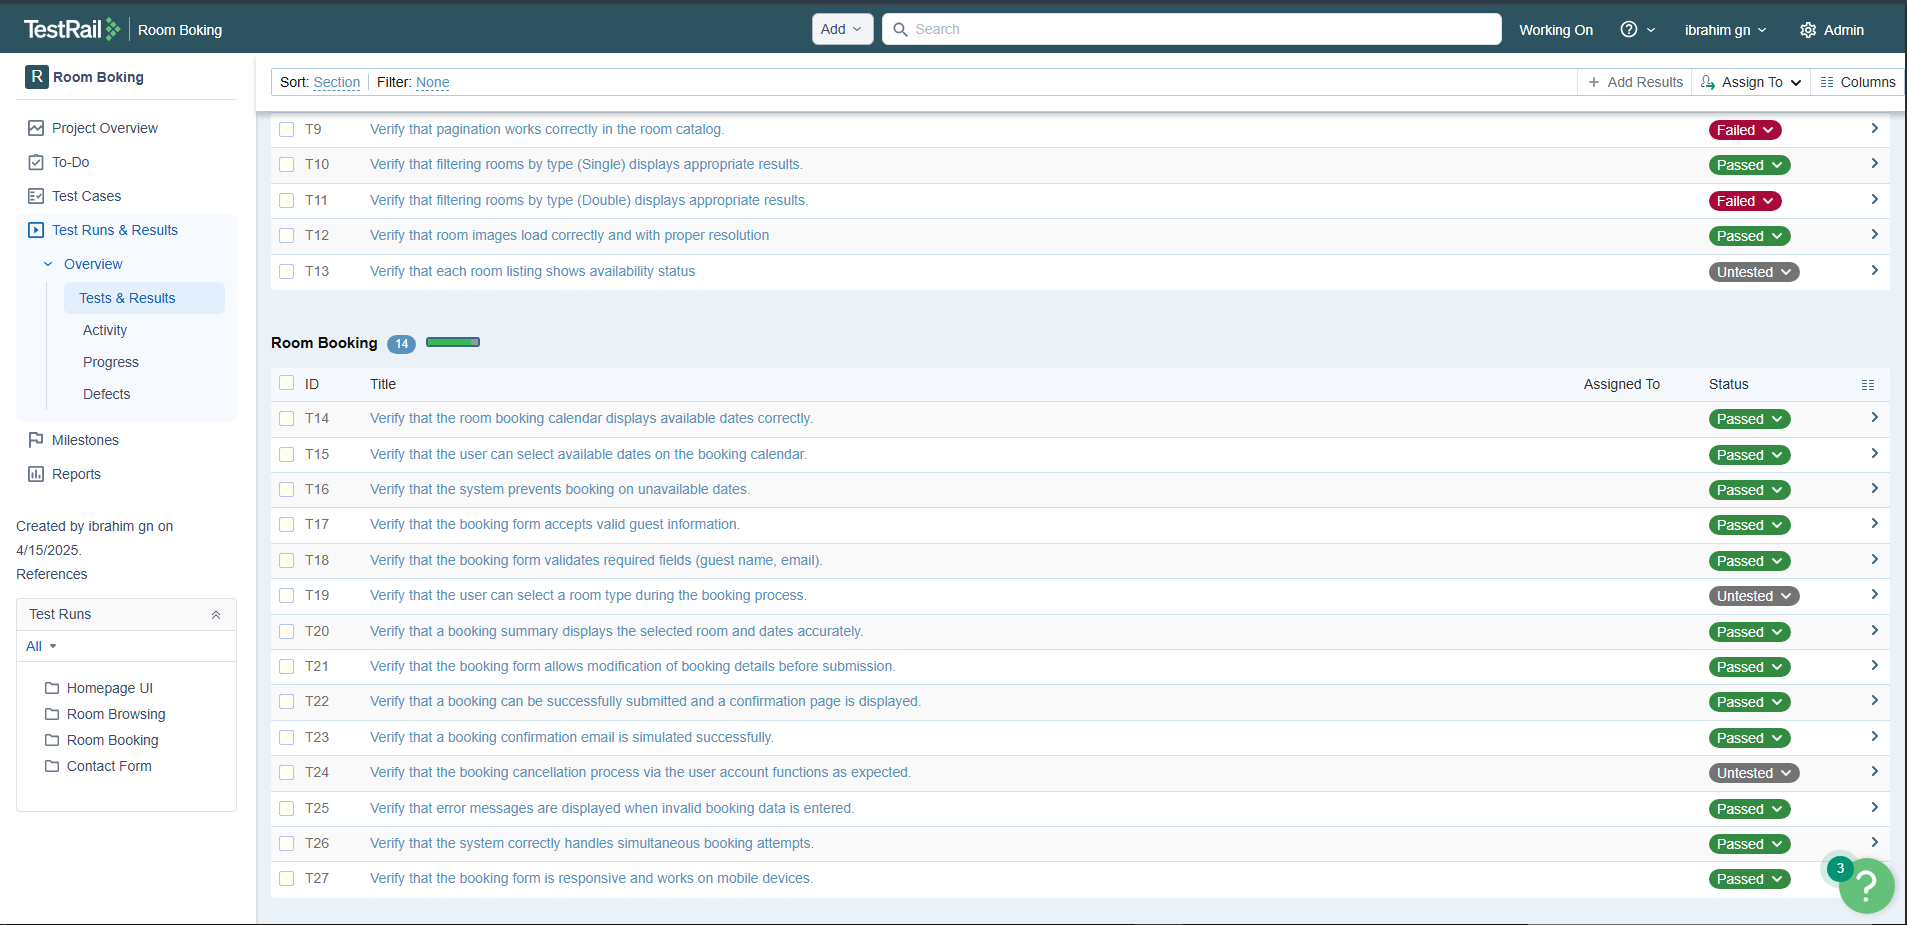 TestRail Room Boking Add Search Working On ibrahim gn Admin
R Room Boking
Sort: Section Filter: None Add Results Assign To Columns
Project Overview
To-Do
Test Cases
Test Runs & Results
Overview
Tests & Results
Activity
Progress
Defects
Milestones
Reports
Created by ibrahim gn on
4/15/2025.
References
Test Runs
All
Homepage UI
Room Browsing
Room Booking
Contact Form
T9 Verify that pagination works correctly in the room catalog. Failed
T10 Verify that filtering rooms by type (Single) displays appropriate results. Passed
T11 Verify that filtering rooms by type (Double) displays appropriate results. Failed
T12 Verify that room images load correctly and with proper resolution Passed
T13 Verify that each room listing shows availability status Untested
Room Booking 14
ID Title Assigned To Status
T14 Verify that the room booking calendar displays available dates correctly. Passed
T15 Verify that the user can select available dates on the booking calendar. Passed
T16 Verify that the system prevents booking on unavailable dates. Passed
T17 Verify that the booking form accepts valid guest information. Passed
T18 Verify that the booking form validates required fields (guest name, email). Passed
T19 Verify that the user can select a room type during the booking process. Untested
T20 Verify that a booking summary displays the selected room and dates accurately. Passed
T21 Verify that the booking form allows modification of booking details before submission. Passed
T22 Verify that a booking can be successfully submitted and a confirmation page is displayed. Passed
T23 Verify that a booking confirmation email is simulated successfully. Passed
T24 Verify that the booking cancellation process via the user account functions as expected. Untested
T25 Verify that error messages are displayed when invalid booking data is entered. Passed
T26 Verify that the system correctly handles simultaneous booking attempts. Passed
T27 Verify that the booking form is responsive and works on mobile devices. Passed
3
?